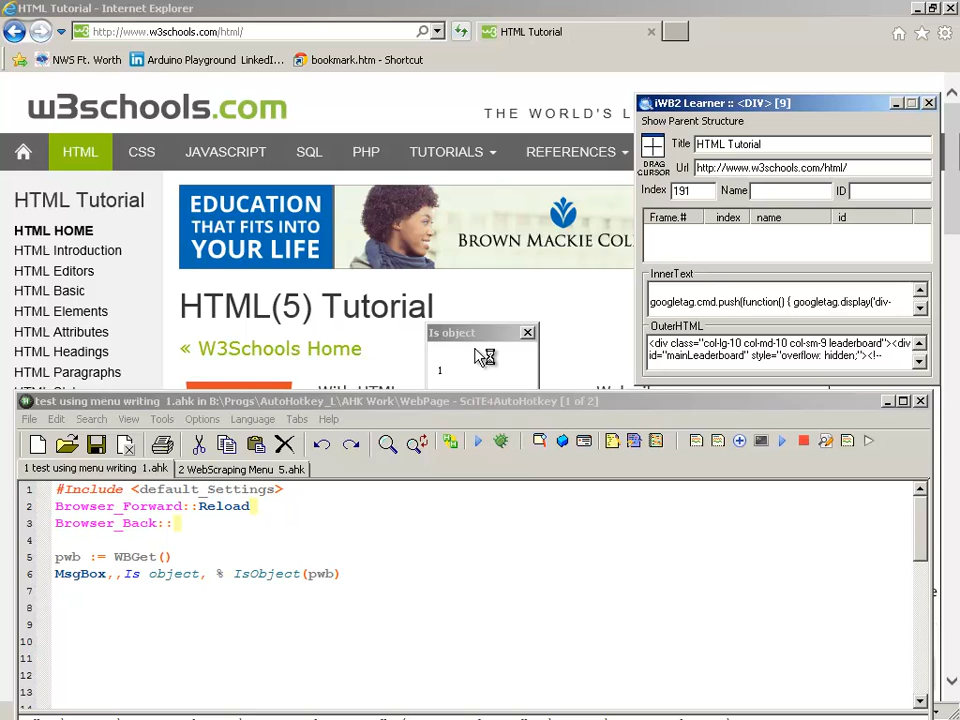 HTML Tutorial - Internet Explorer
http://www.w3schools.com/html/
HTML Tutorial
NWS Ft. Worth
Arduino Playground LinkedI...
bookmark.htm - Shortcut
w3schools.com
THE WORLD'S L
HTML
CSS
JAVASCRIPT
SQL
PHP
TUTORIALS
REFERENCES
HTML Tutorial
HTML HOME
HTML Introduction
HTML Editors
HTML Basic
HTML Elements
HTML Attributes
HTML Headings
HTML Paragraphs
EDUCATION
THAT FITS INTO
YOUR LIFE
BROWN MACKIE COL
HTML(5) Tutorial
« W3Schools Home
Is object
1
iWB2 Learner :: <DIV> [9]
Show Parent Structure
DRAG
CURSOR
Title HTML Tutorial
Url http://www.w3schools.com/html/
Index 191 Name ID
Frame.# index name id
InnerText
googletag.cmd.push(function() { googletag.display('div-
OuterHTML
<div class="col-lg-10 col-md-10 col-sm-9 leaderboard"><div
id="mainLeaderboard" style="overflow: hidden;"><!--
test using menu writing 1.ahk in B:\Progs\AutoHotkey_L\AHK Work\WebPage - SciTE4AutoHotkey [1 of 2]
File Edit Search View Tools Options Language Tabs Help
1 test using menu writing 1.ahk
2 WebScraping Menu 5.ahk
1 #Include <default_Settings>
2 Browser_Forward::Reload
3 Browser_Back::
4
5 pwb := WBGet()
6 MsgBox,,Is object, % IsObject(pwb)
7
8
9
10
11
12
13